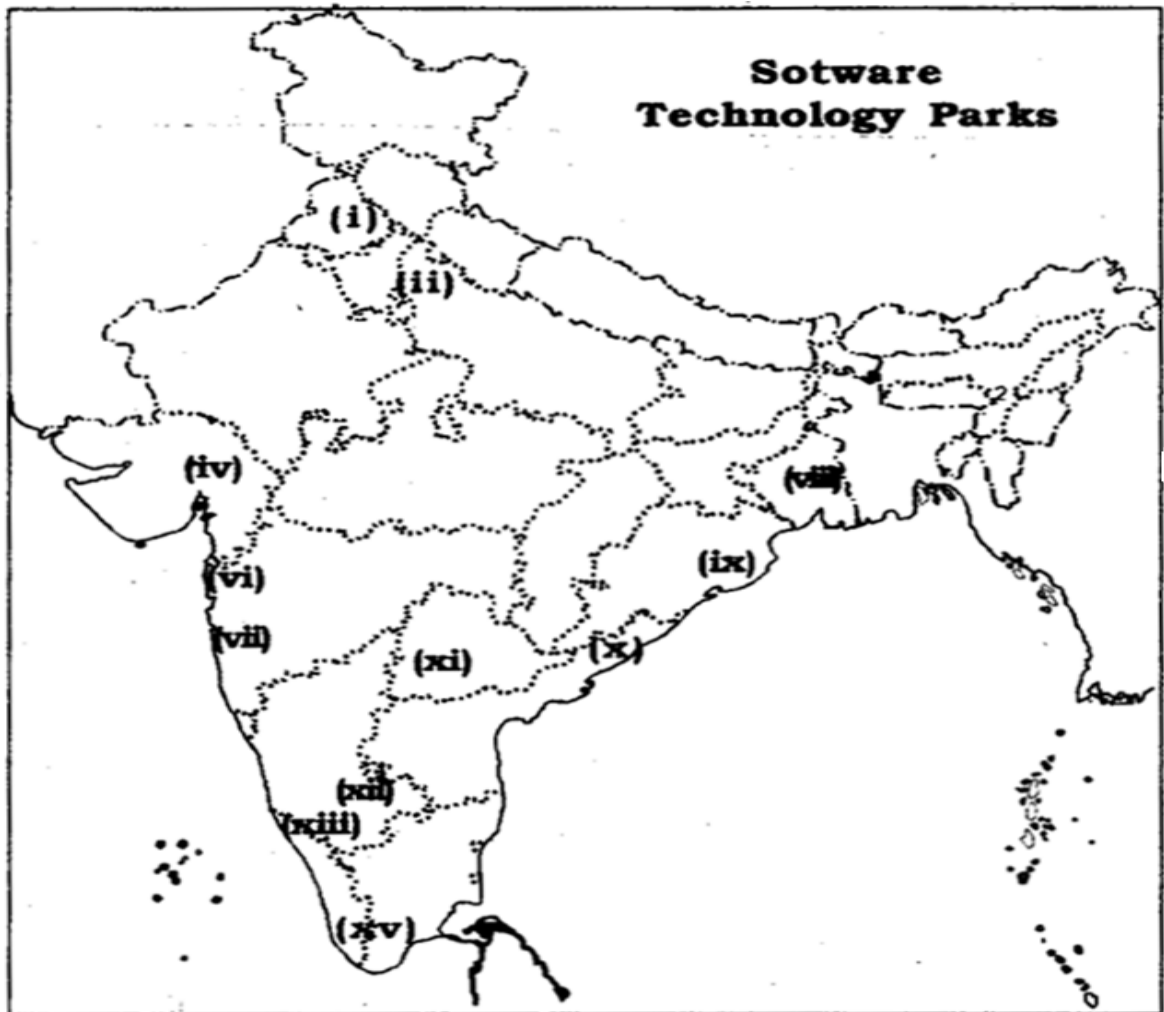 Sotware
Technology Parks
(i)
(ii)
(iv)
(viii)
(ix)
(vi)
(vii)
(x)
(xi)
(xii)
(xiii)
(xv)